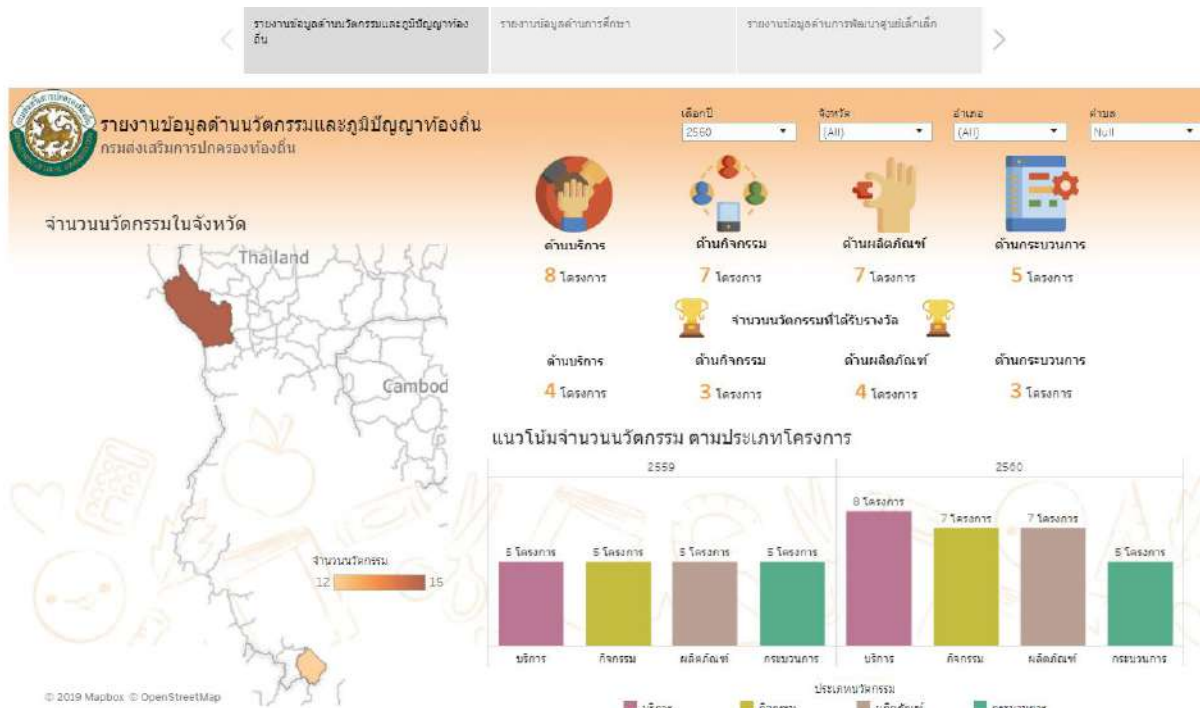 รายงานข้อมูลด้านนวัตกรรมและภูมิปัญญาท้อง
ถิ่น
รายงานข้อมูลด้านการศึกษา
รายงานข้อมูลด้านการพัฒนาศูนย์เด็กเล็ก
รายงานข้อมูลด้านนวัตกรรมและภูมิปัญญาท้องถิ่น
กรมส่งเสริมการปกครองท้องถิ่น
เลือกปี
จังหวัด
อำเภอ
ตำบล
2560
(All)
(All)
Null
จำนวนนวัตกรรมในจังหวัด
Thailand
Cambod
จำนวนนวัตกรรม
12
15
© 2019 Mapbox © OpenStreetMap
ด้านบริการ
ด้านกิจกรรม
ด้านผลิตภัณฑ์
ด้านกระบวนการ
8 โครงการ
7 โครงการ
7 โครงการ
5 โครงการ
จำนวนนวัตกรรมที่ได้รับรางวัล
ด้านบริการ
ด้านกิจกรรม
ด้านผลิตภัณฑ์
ด้านกระบวนการ
4 โครงการ
3 โครงการ
4 โครงการ
3 โครงการ
แนวโน้มจำนวนนวัตกรรม ตามประเภทโครงการ
2559
2560
5 โครงการ
5 โครงการ
5 โครงการ
5 โครงการ
8 โครงการ
7 โครงการ
7 โครงการ
5 โครงการ
บริการ
กิจกรรม
ผลิตภัณฑ์
กระบวนการ
บริการ
กิจกรรม
ผลิตภัณฑ์
กระบวนการ
ประเภทนวัตกรรม
บริการ
กิจกรรม
ผลิตภัณฑ์
กระบวนการ